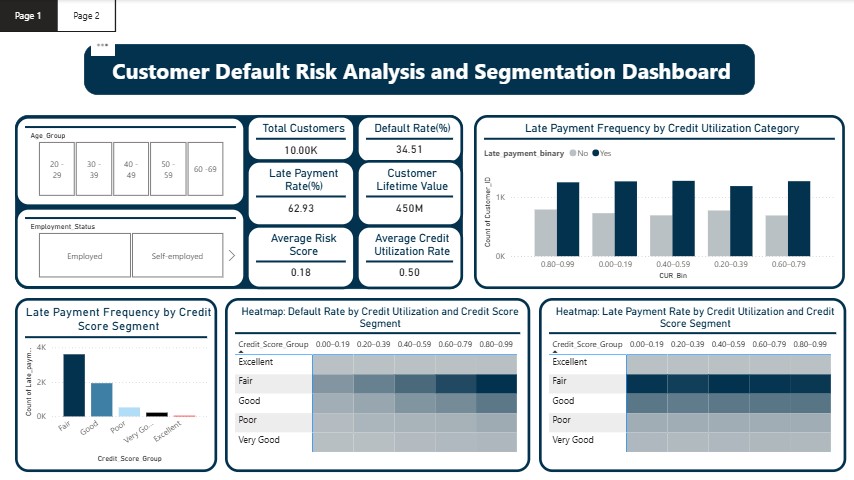 Page 1
Page 2
Customer Default Risk Analysis and Segmentation Dashboard
Age_Group
20 -
29
30 -
39
40 -
49
50 -
59
60 -69
Employment_Status
Employed
Self-employed
Total Customers
10.00K
Default Rate(%)
34.51
Late Payment
Rate(%)
62.93
Customer
Lifetime Value
450M
Average Risk
Score
0.18
Average Credit
Utilization Rate
0.50
Late Payment Frequency by Credit Utilization Category
Late_payment_binary No Yes
Count of Customer_ID
1K
0K
0.80–0.99
0.00–0.19
0.40–0.59
0.20–0.39
0.60–0.79
CUR_Bin
Late Payment Frequency by Credit
Score Segment
Count of Late_paym...
4K
2K
0K
Fair
Good
Poor
Very Go...
Excellent
Credit_Score_Group
Heatmap: Default Rate by Credit Utilization and Credit Score
Segment
Credit_Score_Group 0.00–0.19 0.20–0.39 0.40–0.59 0.60–0.79 0.80–0.99
Excellent
Fair
Good
Poor
Very Good
Heatmap: Late Payment Rate by Credit Utilization and Credit
Score Segment
Credit_Score_Group 0.00–0.19 0.20–0.39 0.40–0.59 0.60–0.79 0.80–0.99
Excellent
Fair
Good
Poor
Very Good